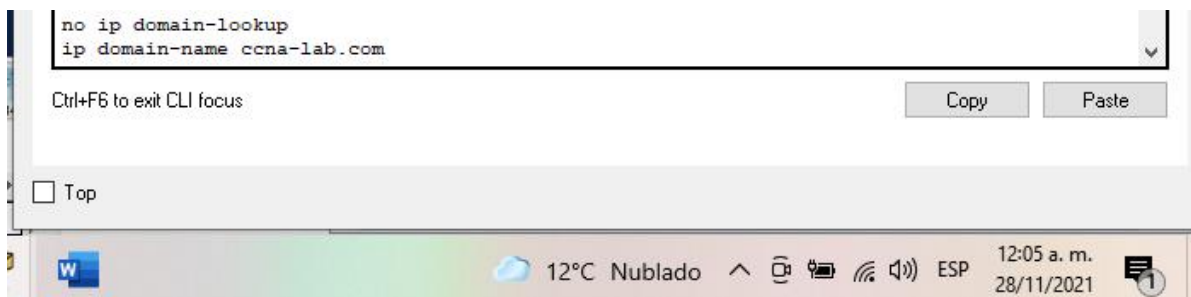 no ip domain-lookup
ip domain-name ccna-lab.com
Ctrl+F6 to exit CLI focus
Copy
Paste
Top
W
12°C Nublado
ESP
12:05 a. m.
28/11/2021
1